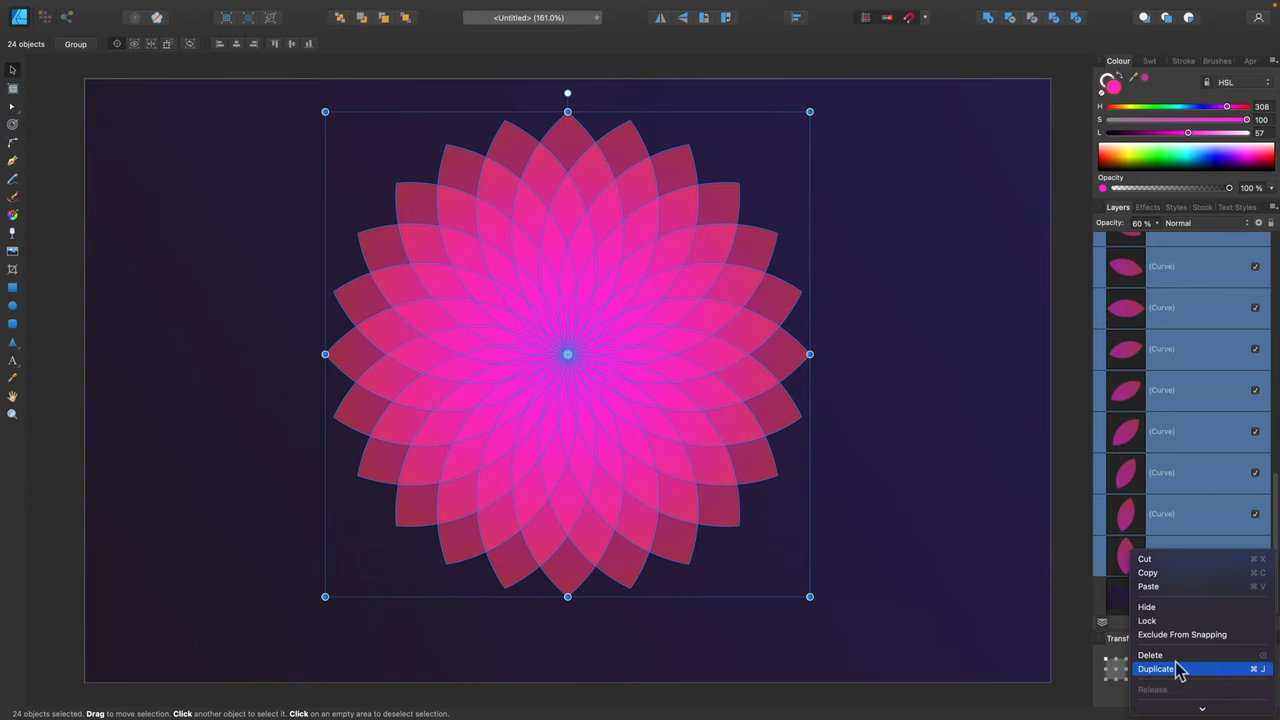 <Untitled> (161.0%)
24 objects
Group
Colour Swt Stroke Brushes Apr
HSL
H 308
S 100
L 57
Opacity
100 %
Layers Effects Styles Stock Text Styles
Opacity: 60 % Normal
(Curve)
(Curve)
(Curve)
(Curve)
(Curve)
(Curve)
(Curve)
Cut ⌘ X
Copy ⌘ C
Paste ⌘ V
Hide
Lock
Exclude From Snapping
Transf
Delete
Duplicate ⌘ J
Release
24 objects selected. Drag to move selection. Click another object to select it. Click on an empty area to deselect selection.